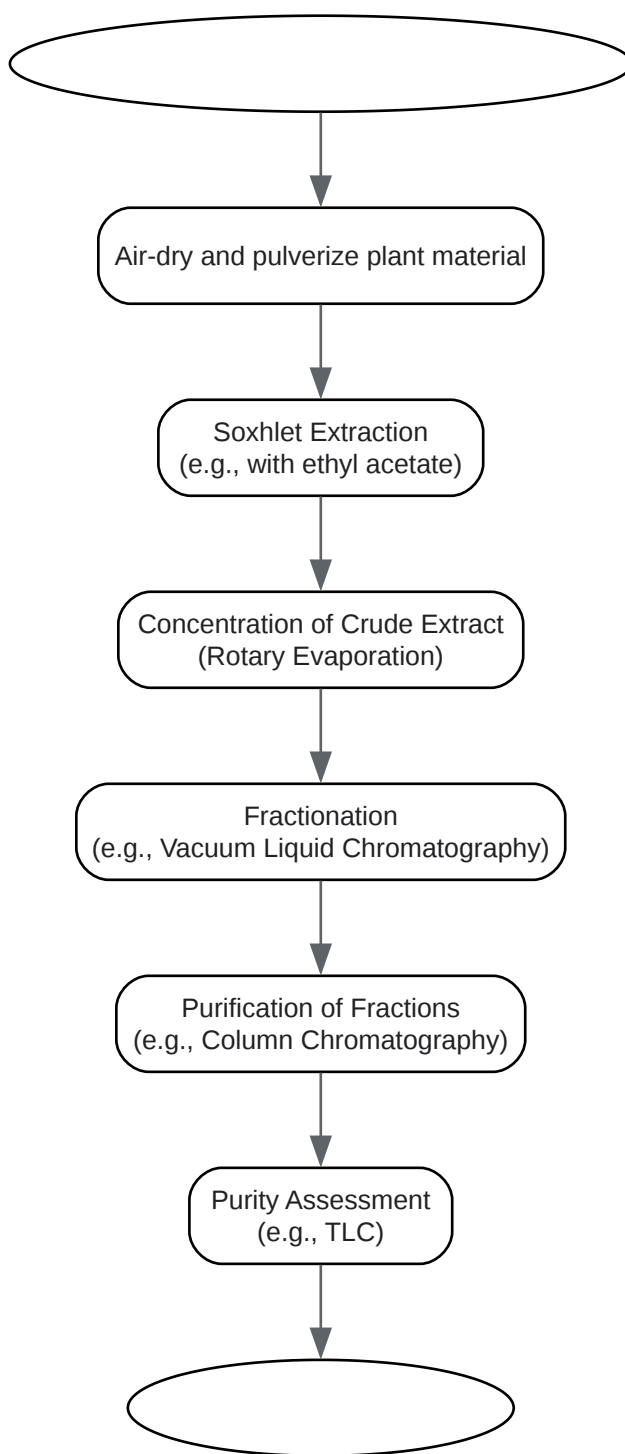 Air-dry and pulverize plant material
Soxhlet Extraction
(e.g., with ethyl acetate)
Concentration of Crude Extract
(Rotary Evaporation)
Fractionation
(e.g., Vacuum Liquid Chromatography)
Purification of Fractions
(e.g., Column Chromatography)
Purity Assessment
(e.g., TLC)